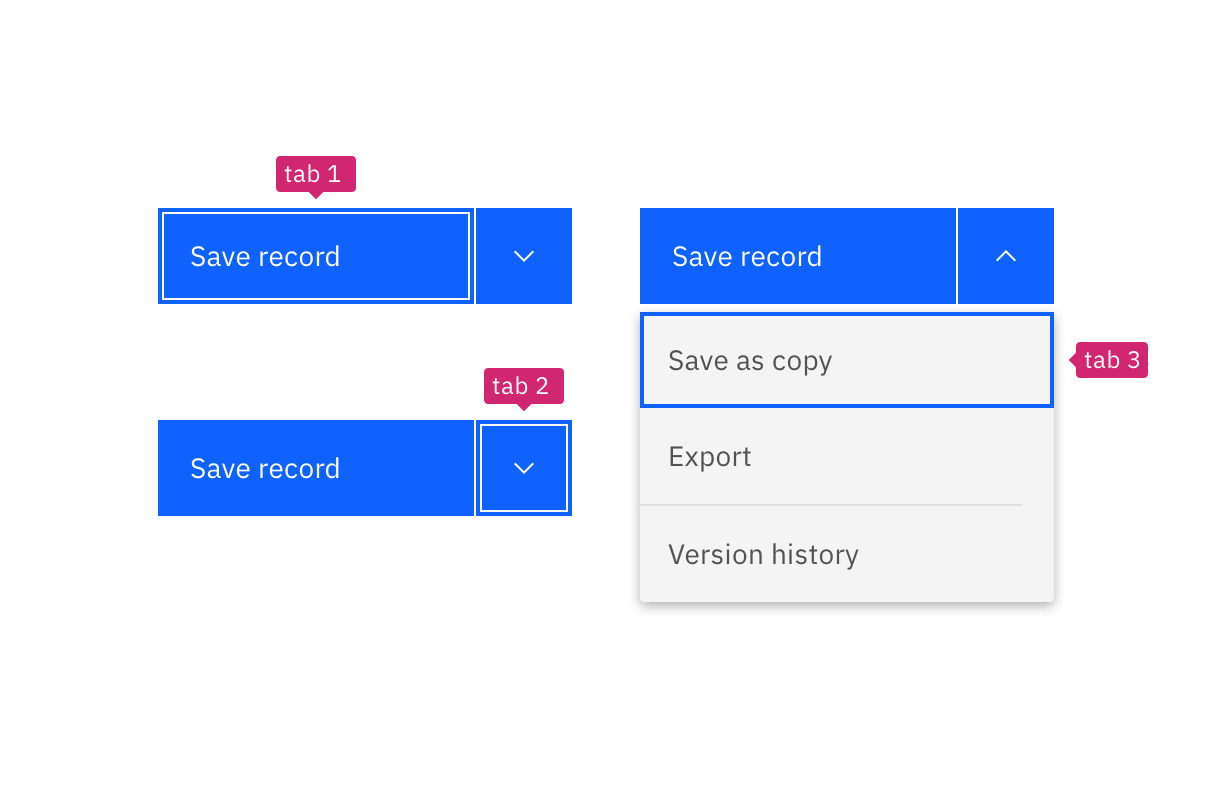 tab 1
Save record
tab 2
Save record
Save record
Save as copy
tab 3
Export
Version history